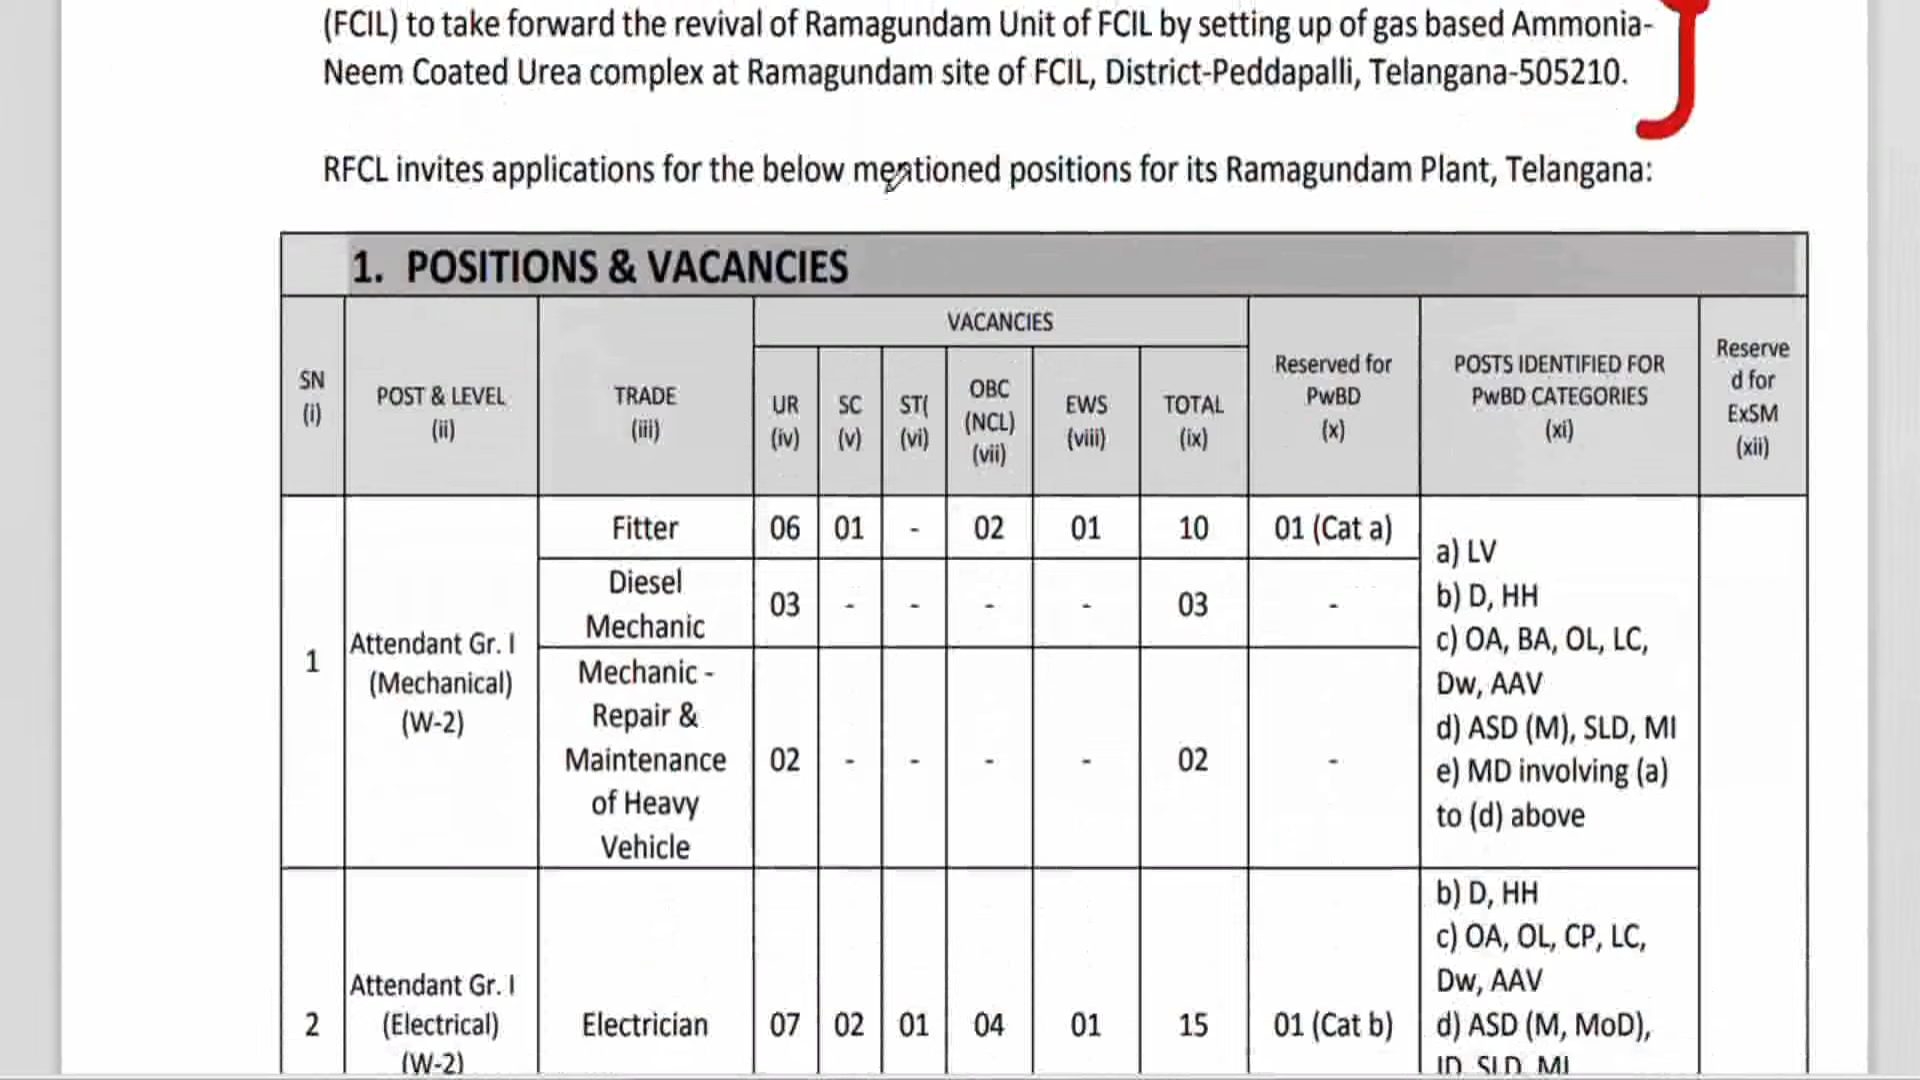 (FCIL) to take forward the revival of Ramagundam Unit of FCIL by setting up of gas based Ammonia-
Neem Coated Urea complex at Ramagundam site of FCIL, District-Peddapalli, Telangana-505210.
RFCL invites applications for the below mentioned positions for its Ramagundam Plant, Telangana:
1. POSITIONS & VACANCIES
SN
(i)
POST & LEVEL
(ii)
TRADE
(iii)
VACANCIES
UR
(iv)
SC
(v)
ST(
(vi)
OBC
(NCL)
(vii)
EWS
(viii)
TOTAL
(ix)
Reserved for
PwBD
(x)
POSTS IDENTIFIED FOR
PwBD CATEGORIES
(xi)
Reserve
d for
ExSM
(xii)
1
Attendant Gr. I
(Mechanical)
(W-2)
Fitter 06 01 - 02 01 10 01 (Cat a)
Diesel
Mechanic
03 - - - - 03 -
Mechanic -
Repair &
Maintenance
of Heavy
Vehicle
02 - - - - 02 -
a) LV
b) D, HH
c) OA, BA, OL, LC,
Dw, AAV
d) ASD (M), SLD, MI
e) MD involving (a)
to (d) above
2
Attendant Gr. I
(Electrical)
(W-2)
Electrician 07 02 01 04 01 15 01 (Cat b)
b) D, HH
c) OA, OL, CP, LC,
Dw, AAV
d) ASD (M, MoD),
ID, SLD, MI